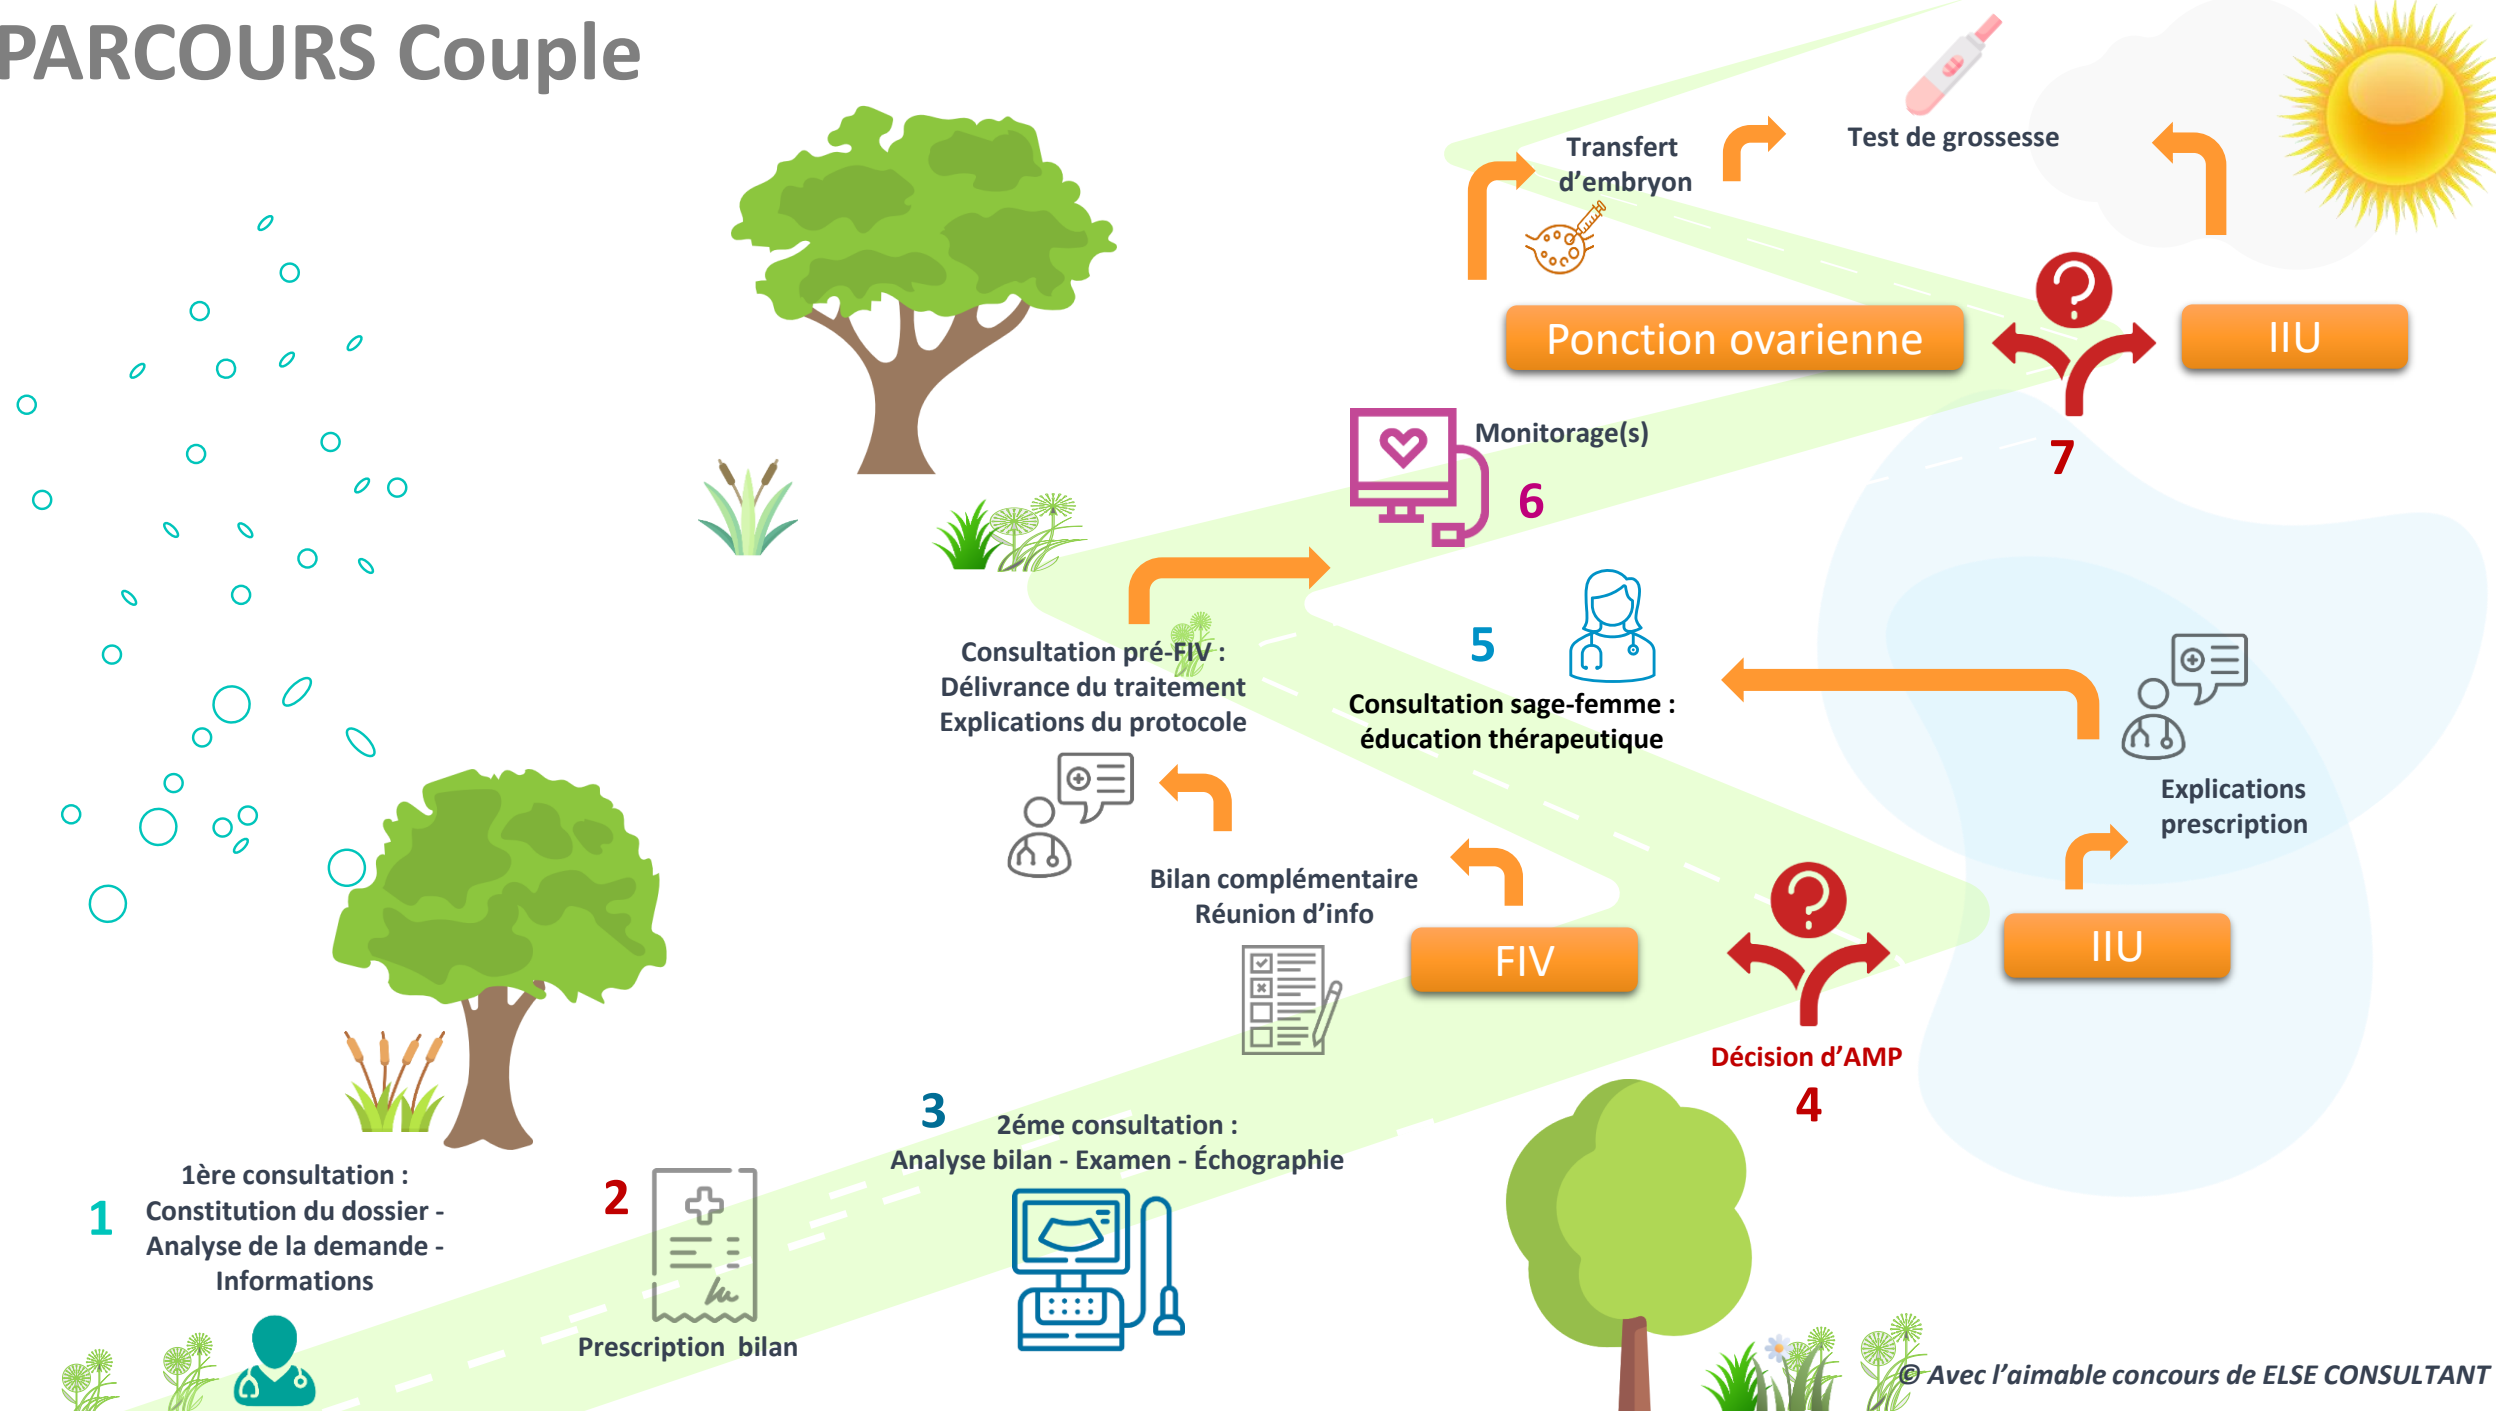 PARCOURS Couple
1
1ère consultation :
Constitution du dossier -
Analyse de la demande -
Informations
2
Prescription bilan
3
2éme consultation :
Analyse bilan - Examen - Échographie
Décision d'AMP
4
FIV
Bilan complémentaire
Réunion d'info
Consultation pré-FIV :
Délivrance du traitement
Explications du protocole
IIU
Explications
prescription
5
Consultation sage-femme :
éducation thérapeutique
Monitorage(s)
6
7
Ponction ovarienne
Transfert
d'embryon
IIU
Test de grossesse
© Avec l'aimable concours de ELSE CONSULTANT